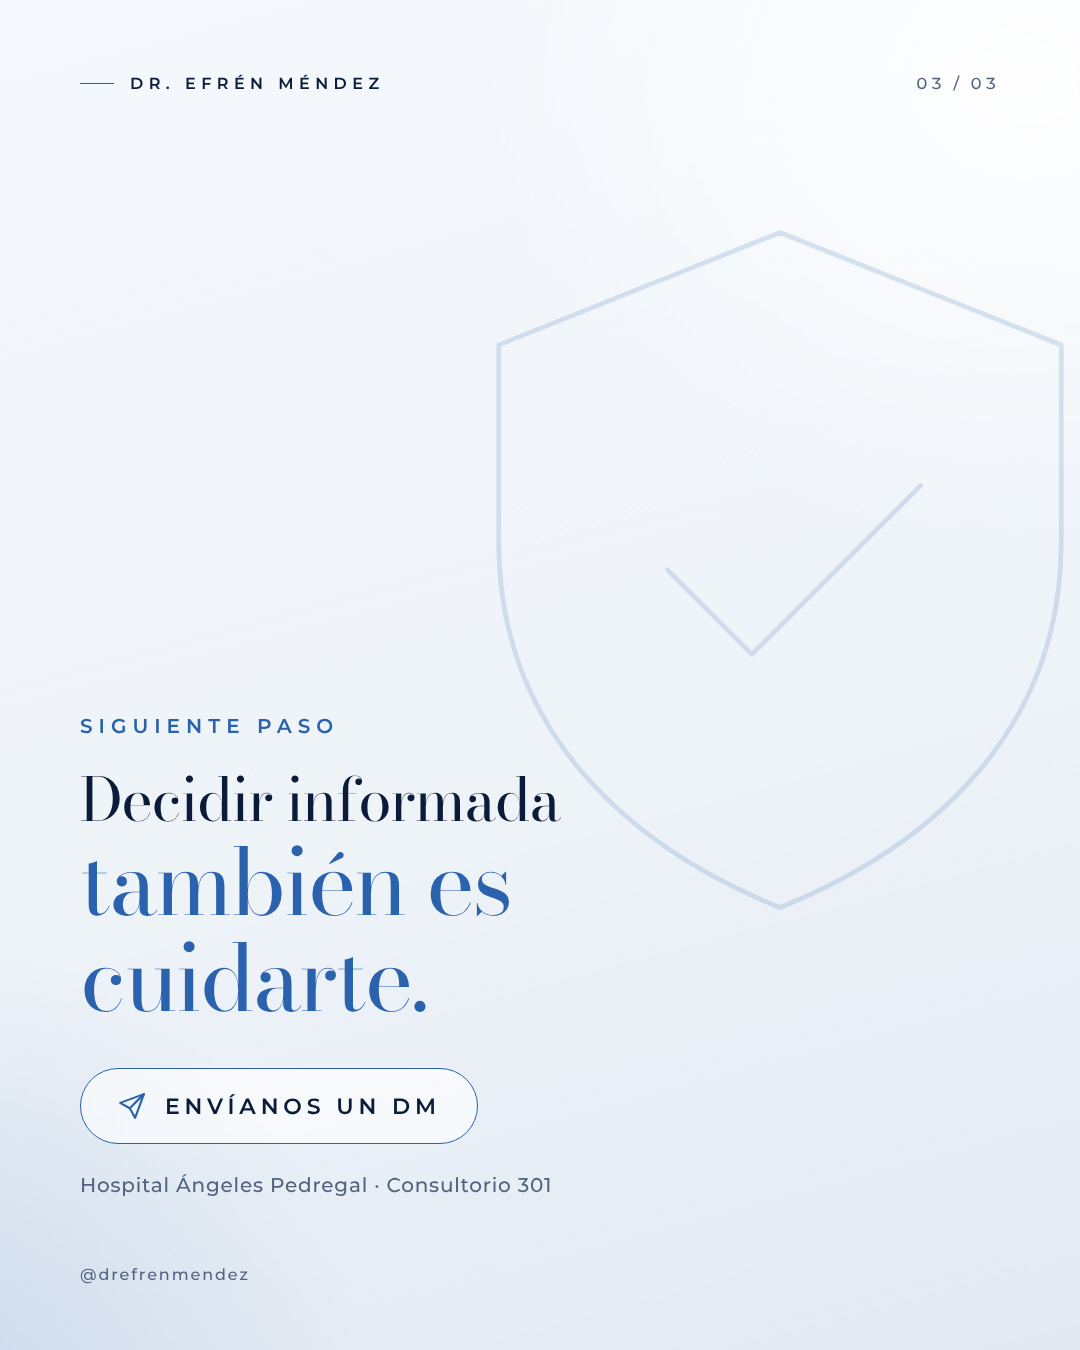 DR. EFRÉN MÉNDEZ
03 / 03
SIGUIENTE PASO
Decidir informada
también es
cuidarte.
ENVÍANOS UN DM
Hospital Ángeles Pedregal · Consultorio 301
@drefrenmendez